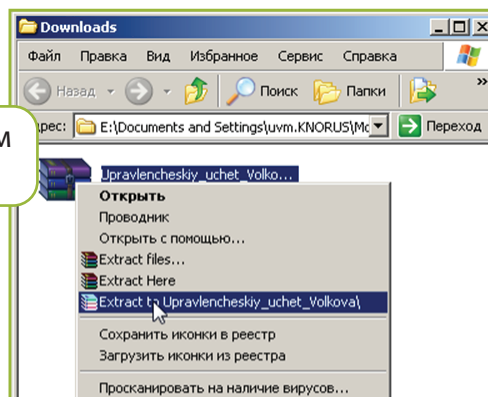 Downloads
Файл Правка Вид Избранное Сервис Справка
Назад Поиск Папки »
рес: E:\Documents and Settings\uvm.KNORUS\Mc Переход
м
Upravlencheskiy_uchet_Volko...
Открыть
Проводник
Открыть с помощью...
Extract files...
Extract Here
Extract to Upravlencheskiy_uchet_Volkova\
Сохранить иконки в реестр
Загрузить иконки из реестра
Просканировать на наличие вирусов...